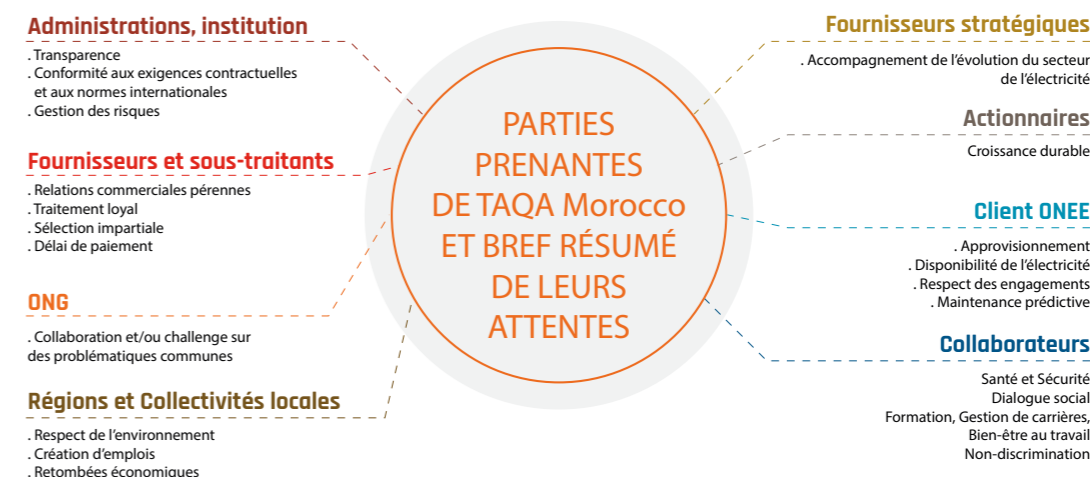 Administrations, institution
. Transparence
. Conformité aux exigences contractuelles
et aux normes internationales
. Gestion des risques
Fournisseurs et sous-traitants
. Relations commerciales pérennes
. Traitement loyal
. Sélection impartiale
. Délai de paiement
ONG
. Collaboration et/ou challenge sur
des problématiques communes
Régions et Collectivités locales
. Respect de l'environnement
. Création d'emplois
. Retombées économiques
PARTIES
PRENANTES
DE TAQA Morocco
ET BREF RÉSUMÉ
DE LEURS
ATTENTES
Fournisseurs stratégiques
. Accompagnement de l'évolution du secteur
de l'électricité
Actionnaires
Croissance durable
Client ONEE
. Approvisionnement
. Disponibilité de l'électricité
. Respect des engagements
. Maintenance prédictive
Collaborateurs
Santé et Sécurité
Dialogue social
Formation, Gestion de carrières,
Bien-être au travail
Non-discrimination